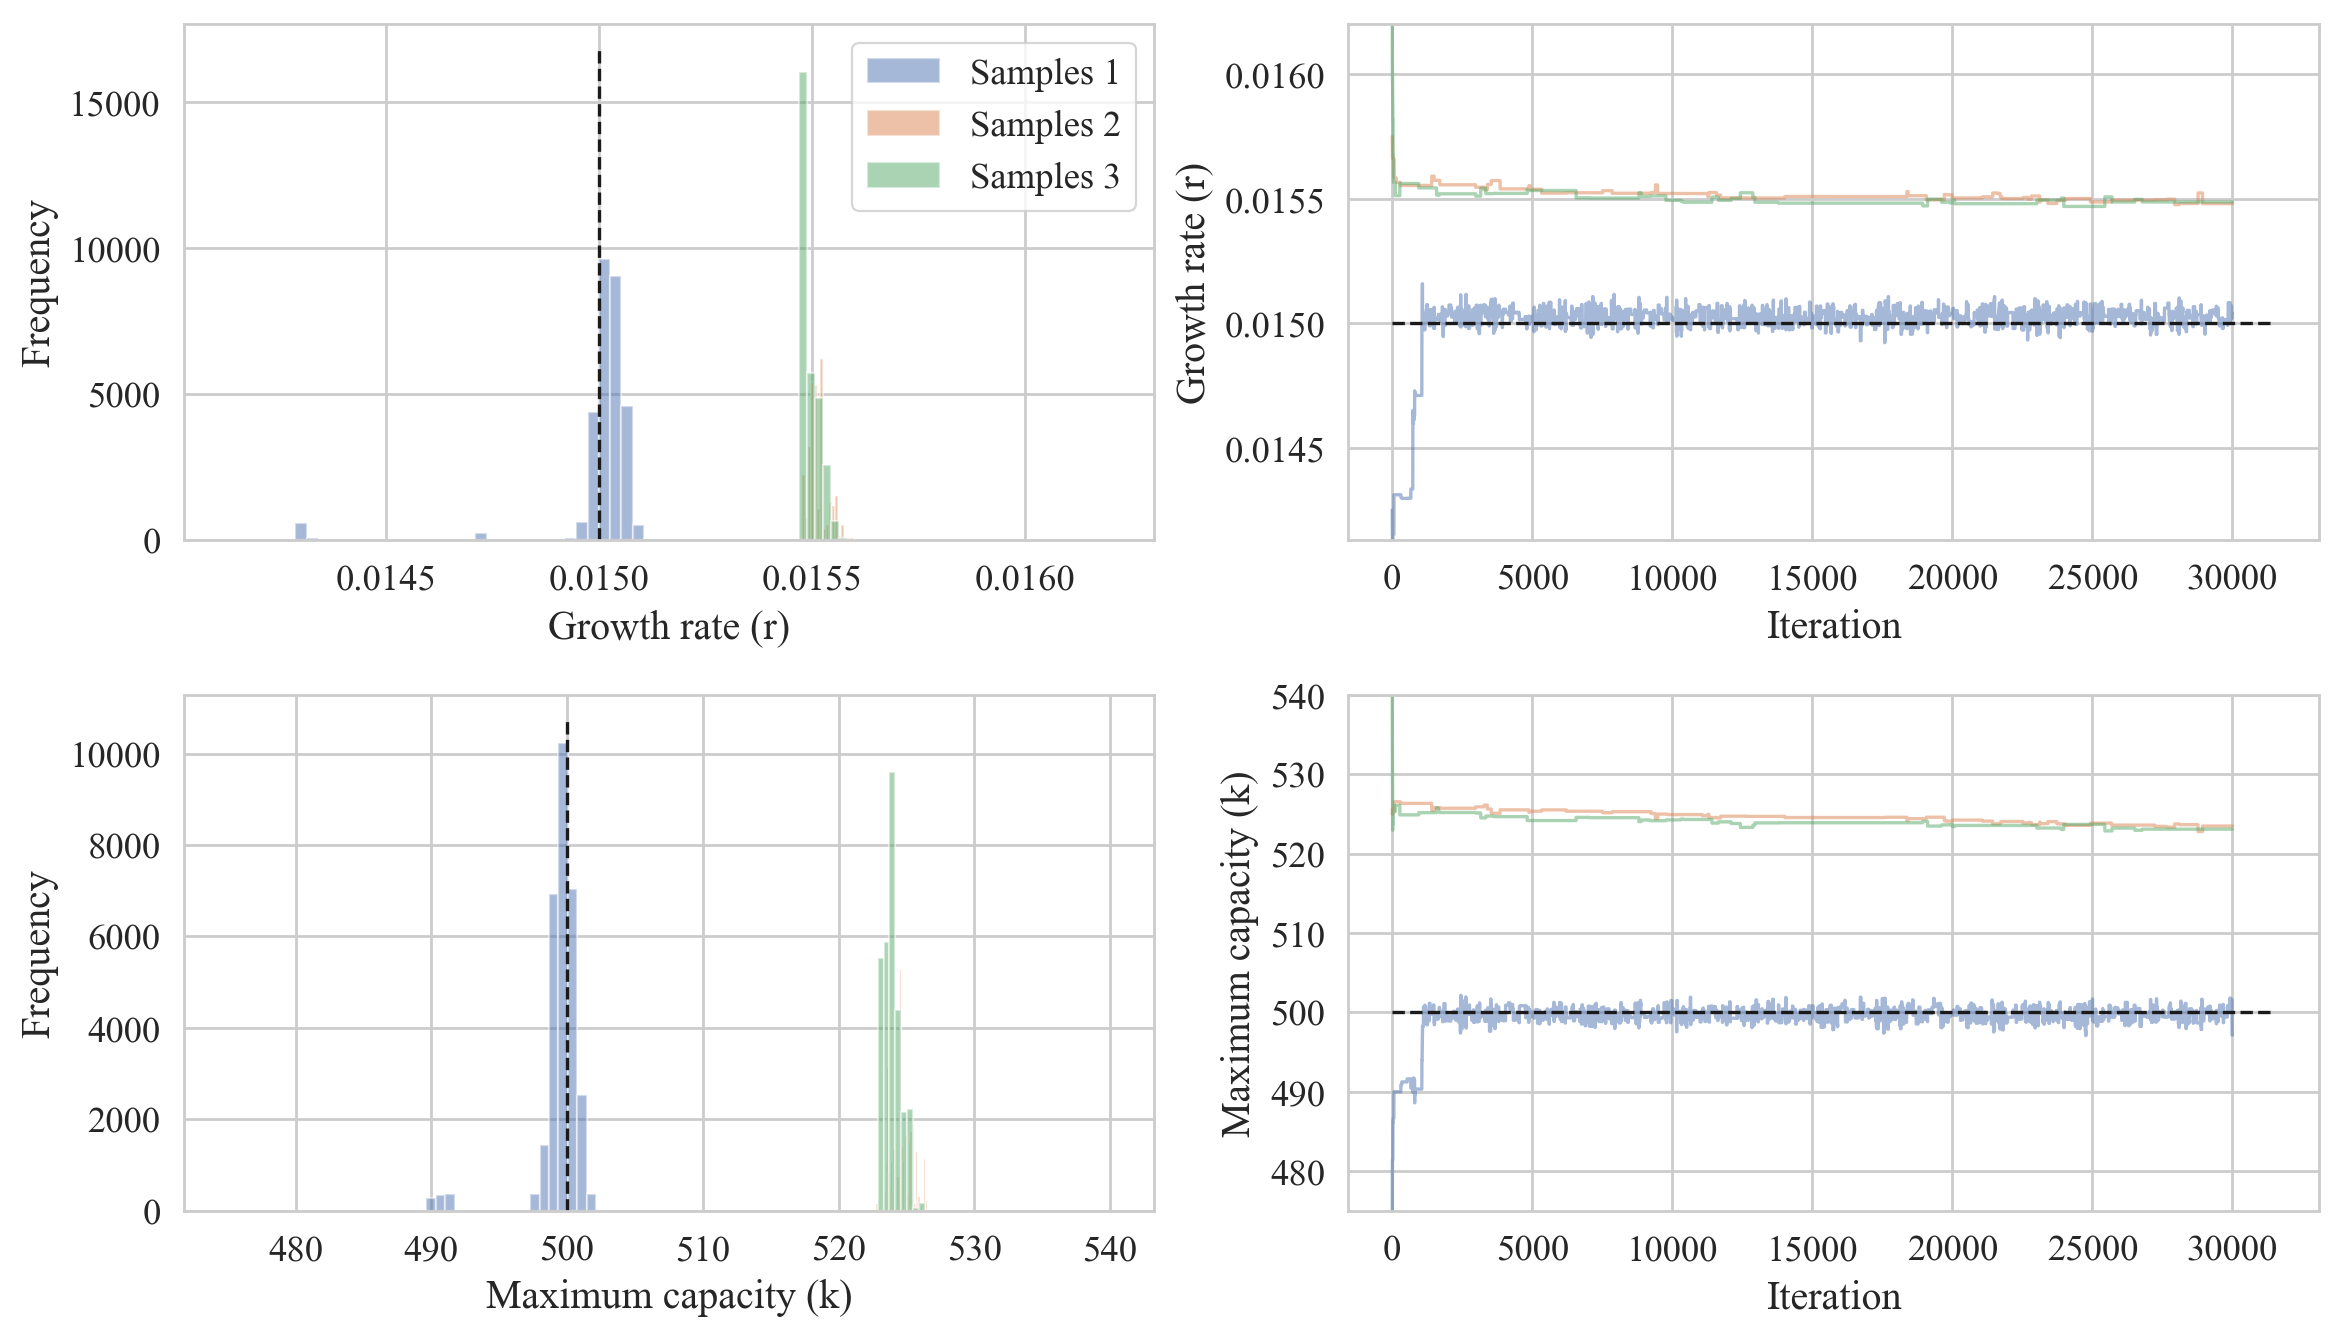 Frequency
15000
10000
5000
0
0.0145 0.0150 0.0155 0.0160
Growth rate (r)
Samples 1
Samples 2
Samples 3
Growth rate (r)
0.0160
0.0155
0.0150
0.0145
0 5000 10000 15000 20000 25000 30000
Iteration
Frequency
10000
8000
6000
4000
2000
0
480 490 500 510 520 530 540
Maximum capacity (k)
Maximum capacity (k)
540
530
520
510
500
490
480
0 5000 10000 15000 20000 25000 30000
Iteration